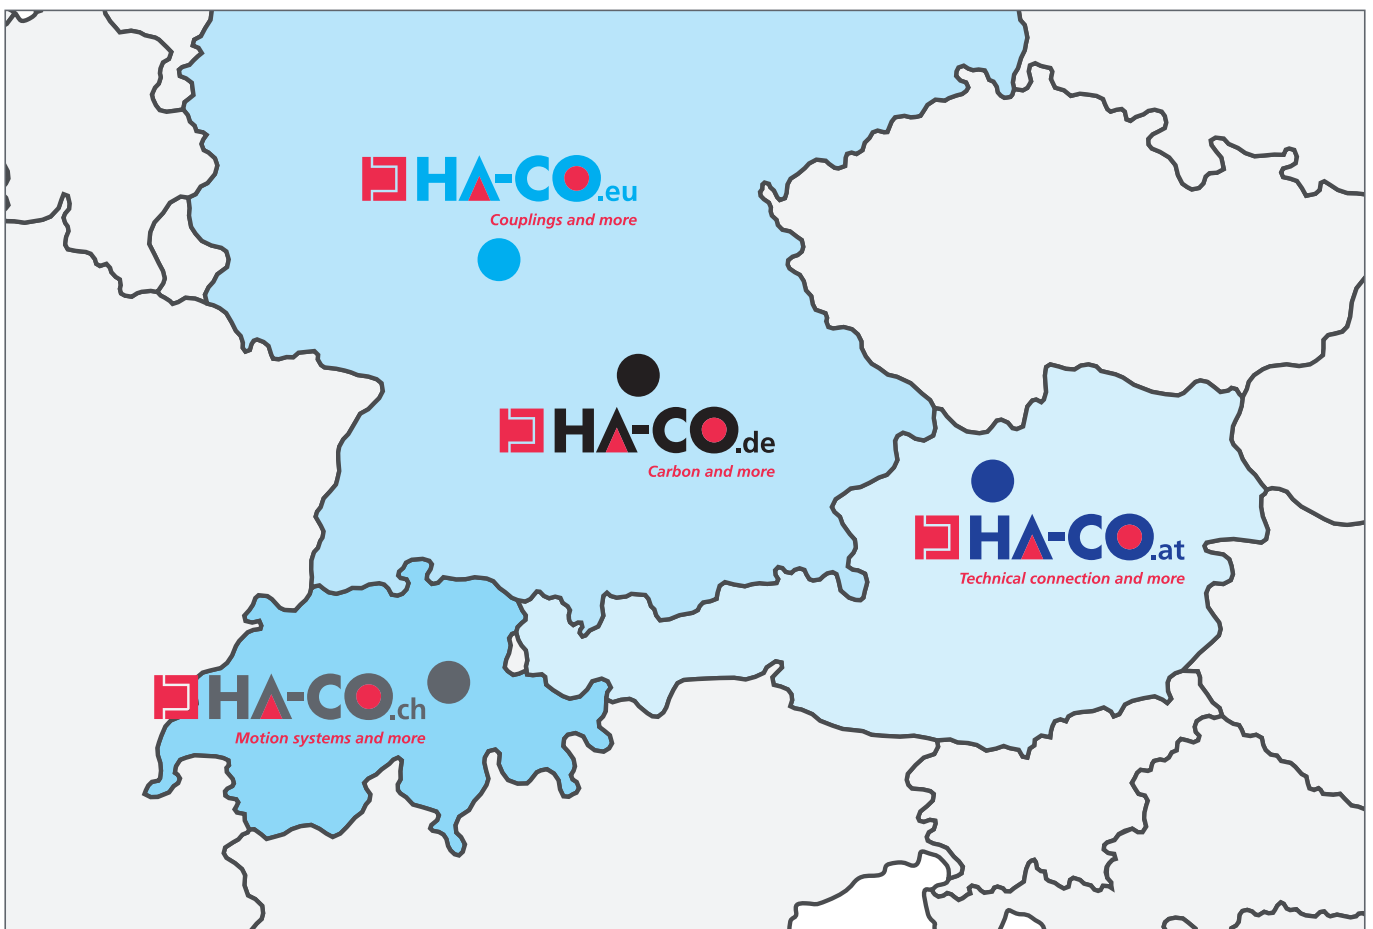 HA-CO.eu
Couplings and more
HA-CO.de
Carbon and more
HA-CO.at
Technical connection and more
HA-CO.ch
Motion systems and more